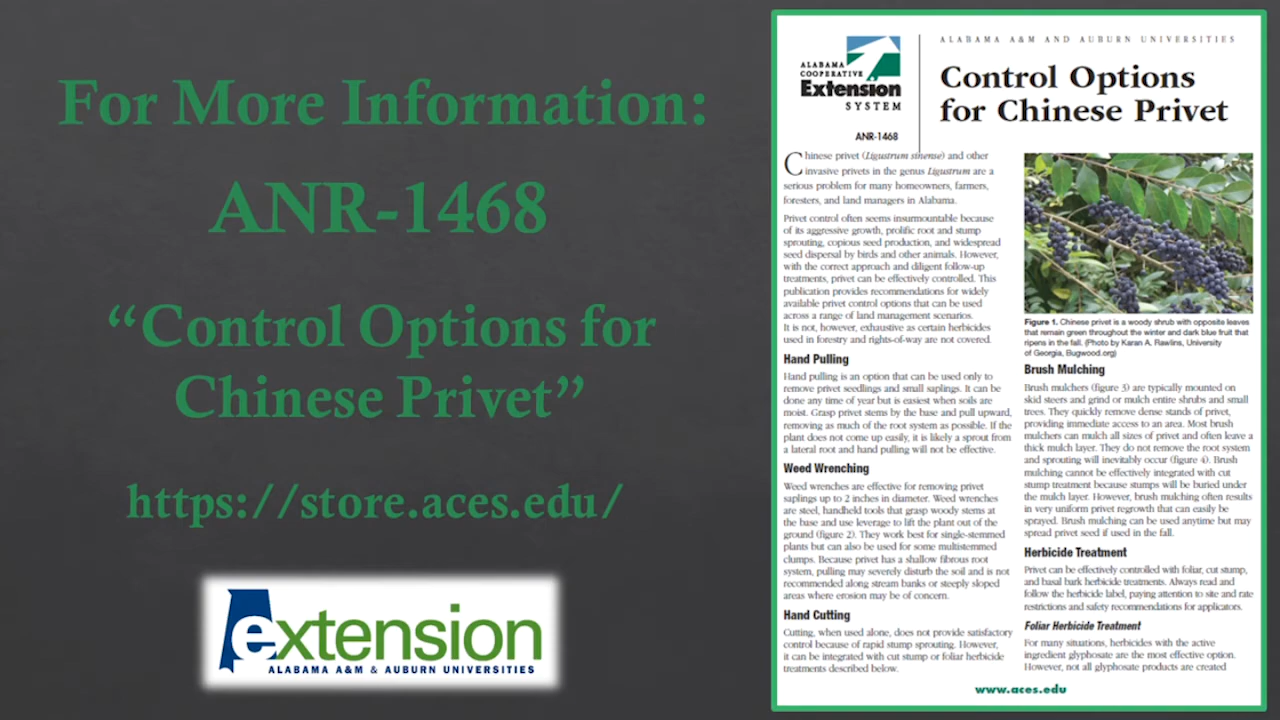 For More Information:
ANR-1468
“Control Options for
Chinese Privet”
https://store.aces.edu/
extension
ALABAMA A&M & AUBURN UNIVERSITIES
ALABAMA A&M AND AUBURN UNIVERSITIES
ALABAMA
COOPERATIVE
Extension
SYSTEM
ANR-1468
Control Options
for Chinese Privet
Chinese privet (Ligustrum sinense) and other
invasive privets in the genus Ligustrum are a
serious problem for many homeowners, farmers,
foresters, and land managers in Alabama.
Privet control often seems insurmountable because
of its aggressive growth, prolific root and stump
sprouting, copious seed production, and widespread
seed dispersal by birds and other animals. However,
with the correct approach and diligent follow-up
treatments, privet can be effectively controlled. This
publication provides recommendations for widely
available privet control options that can be used
across a range of land management scenarios.
It is not, however, exhaustive as certain herbicides
used in forestry and rights-of-way are not covered.
Hand Pulling
Hand pulling is an option that can be used only to
remove privet seedlings and small saplings. It can be
done any time of year but is easiest when soils are
moist. Grasp privet stems by the base and pull upward,
removing as much of the root system as possible. If the
plant does not come up easily, it is likely a sprout from
a lateral root and hand pulling will not be effective.
Weed Wrenching
Weed wrenches are effective for removing privet
saplings up to 2 inches in diameter. Weed wrenches
are steel, handheld tools that grasp woody stems at
the base and use leverage to lift the plant out of the
ground (figure 2). They work best for single-stemmed
plants but can also be used for some multistemmed
clumps. Because privet has a shallow fibrous root
system, pulling may severely disturb the soil and is not
recommended along stream banks or steeply sloped
areas where erosion may be of concern.
Hand Cutting
Cutting, when used alone, does not provide satisfactory
control because of rapid stump sprouting. However,
it can be integrated with cut stump or foliar herbicide
treatments described below.
Figure 1. Chinese privet is a woody shrub with opposite leaves
that remain green throughout the winter and dark blue fruit that
ripens in the fall. (Photo by Karan A. Rawlins, University
of Georgia, Bugwood.org)
Brush Mulching
Brush mulchers (figure 3) are typically mounted on
skid steers and grind or mulch entire shrubs and small
trees. They quickly remove dense stands of privet,
providing immediate access to an area. Most brush
mulchers can mulch all sizes of privet and often leave a
thick mulch layer. They do not remove the root system
and sprouting will inevitably occur (figure 4). Brush
mulching cannot be effectively integrated with cut
stump treatment because stumps will be buried under
the mulch layer. However, brush mulching often results
in very uniform privet regrowth that can easily be
sprayed. Brush mulching can be used anytime but may
spread privet seed if used in the fall.
Herbicide Treatment
Privet can be effectively controlled with foliar, cut stump,
and basal bark herbicide treatments. Always read and
follow the herbicide label, paying attention to site and rate
restrictions and safety recommendations for applicators.
Foliar Herbicide Treatment
For many situations, herbicides with the active
ingredient glyphosate are the most effective option.
However, not all glyphosate products are created
www.aces.edu